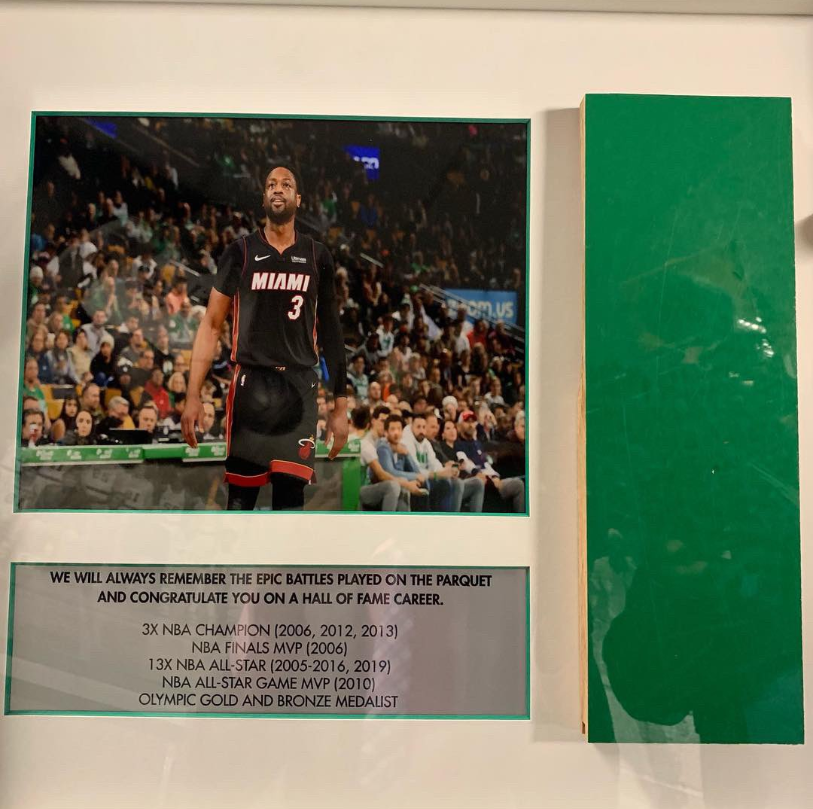 MIAMI
3
WE WILL ALWAYS REMEMBER THE EPIC BATTLES PLAYED ON THE PARQUET
AND CONGRATULATE YOU ON A HALL OF FAME CAREER.
3X NBA CHAMPION (2006, 2012, 2013)
NBA FINALS MVP (2006)
13X NBA ALL-STAR (2005-2016, 2019)
NBA ALL-STAR GAME MVP (2010)
OLYMPIC GOLD AND BRONZE MEDALIST